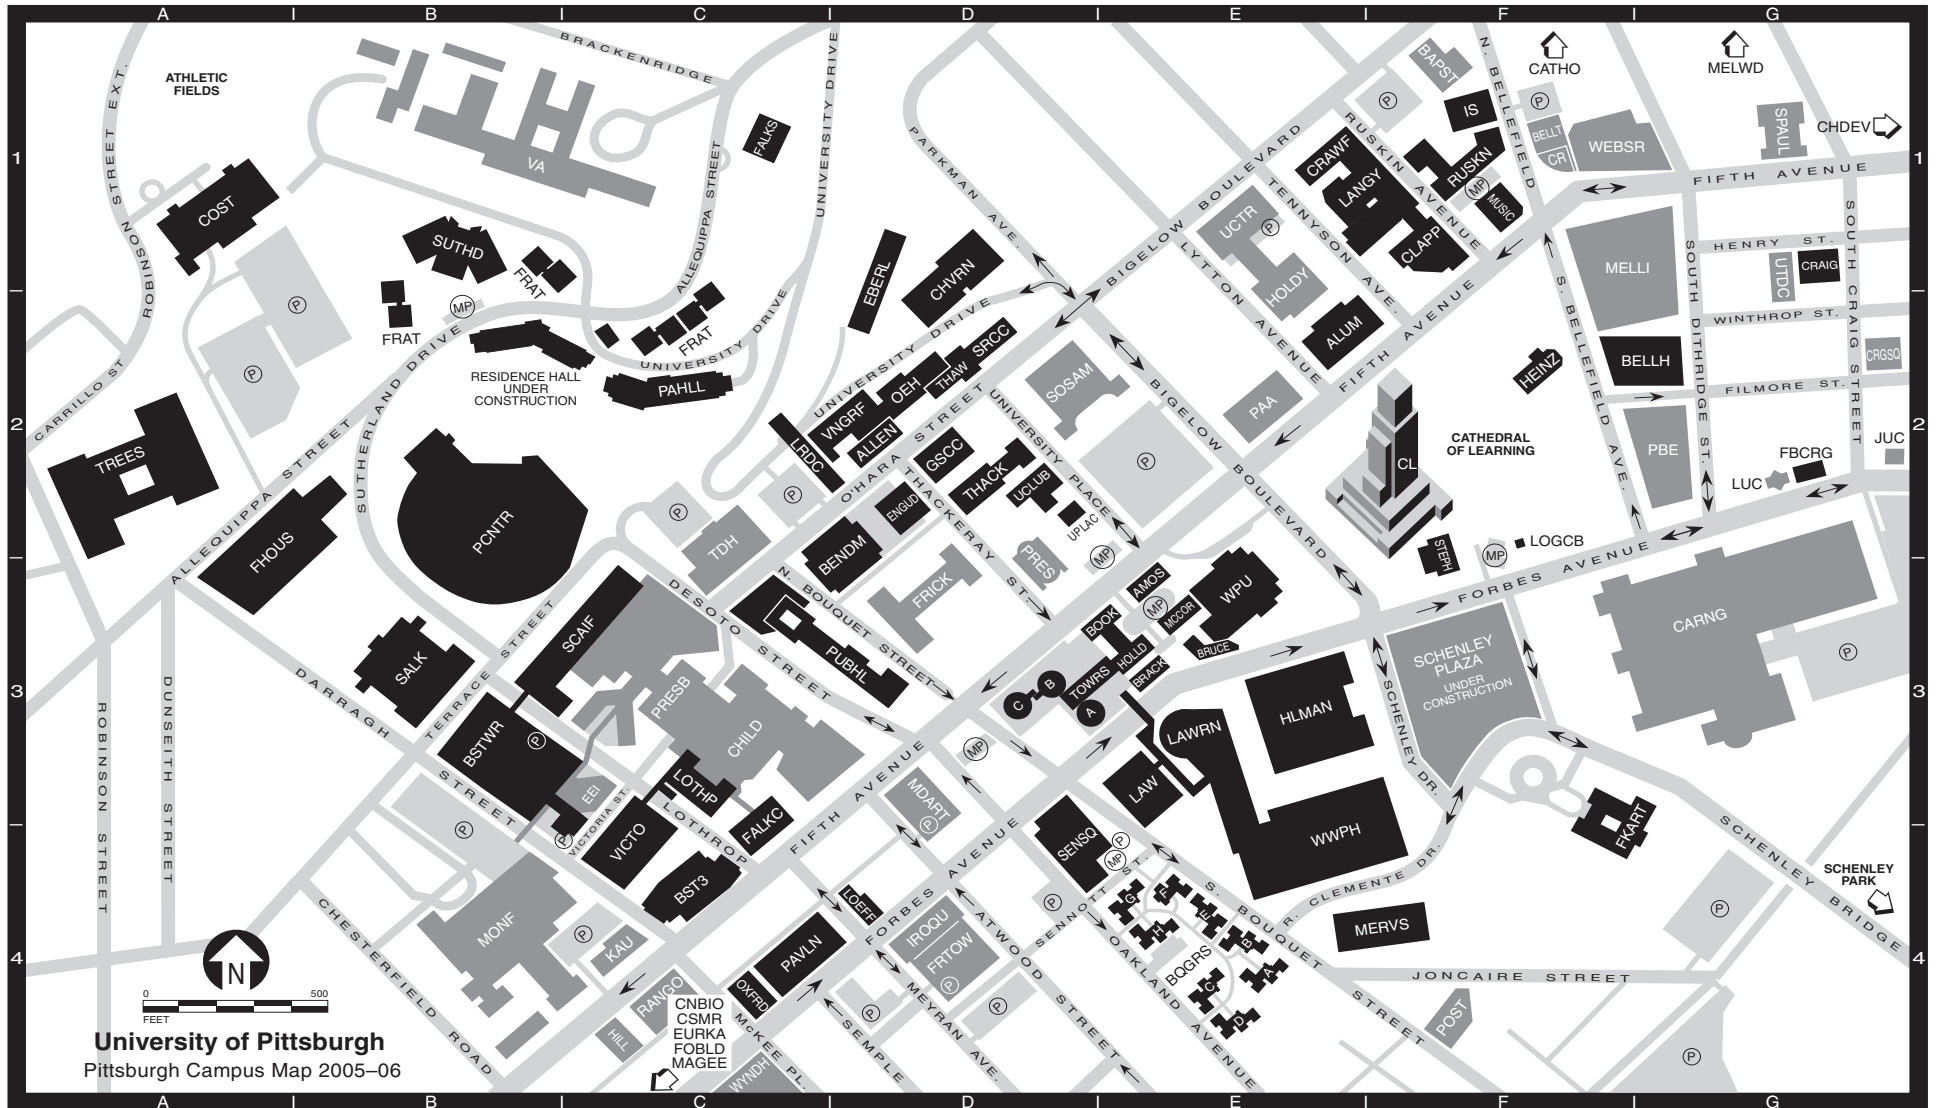 A I B I C I D I E I F I G
1
2
3
4
1
2
3
4
A I B I C I D I E I F I G
ATHLETIC
FIELDS
BRACKENRIDGE
ROBINSON STREET EXT.
VA
FALKS
UNIVERSITY DRIVE
ALLEQUIPPA STREET
PARKMAN AVE.
BIGELOW BOULEVARD
BAPST
N. BELLEFIELD
CATHO
MELWD
IS
P
P
BELLT
CR
WEBSR
SPAUL
CHDEV
FIFTH AVENUE
COST
SUTHD
FRAT
FRAT
MP
P
P
RESIDENCE HALL
UNDER
CONSTRUCTION
FRAT
UNIVERSITY DRIVE
PAHLL
EBERL
CHVRN
UNIVERSITY DRIVE
CRAWF
LANGY
RUSKIN AVENUE
RUSKN
MP
MUSIC
CLAPP
TENNYSON AVE.
UCTR
P
HOLDY
LYTTON AVENUE
ALUM
FIFTH AVENUE
MELLI
SOUTH DITHRIDGE ST.
HENRY ST.
UTDC
CRAIG
WINTHROP ST.
SOUTH CRAIG STREET
CRGSQ
FILMORE ST.
BELLH
HEINZ
S. BELLEFIELD AVE.
PBE
CARRILLO ST
TREES
ALLEQUIPPA STREET
SUTHERLAND DRIVE
FHOUS
PCNTR
LRDC
VNGRF
OEH
THAW
SRCC
ALLEN
O'HARA STREET
GSCC
THACK
UCLUB
UPLAC
MP
UNIVERSITY PLACE
SOSAM
P
BIGELOW BOULEVARD
PAA
CL
CATHEDRAL
OF LEARNING
JUC
FBCRG
LUC
LOGCB
STEPH
MP
FORBES AVENUE
CARNG
P
P
P
TDH
BENDM
ENGUD
THACKERAY ST.
FRICK
PRES
AMOS
MP
BOOK
MCCOR
WPU
HOLLD
BRUCE
BRACK
TOWRS
A
B
C
N. BOUQUET STREET
PUBHL
DESOTO STREET
SCAIF
PRESB
CHILD
TERRACE STREET
SALK
DARRAGH STREET
BSTWR
P
EEI
P
VICTORIA ST.
VICTO
LOTHP
LOTHROP
FALKC
BST3
ROBINSON STREET
DUNSEITH STREET
SCHENLEY
PLAZA
UNDER
CONSTRUCTION
SCHENLEY DR.
HLMAN
LAWRN
LAW
WWPH
FIFTH AVENUE
MDART
P
MP
FORBES AVENUE
SENSQ
P
MP
SENNOTT ST.
P
S. BOUQUET STREET
R. CLEMENTE DR.
FKART
SCHENLEY BRIDGE
SCHENLEY
PARK
P
MERVS
JONCAIRE STREET
POST
P
BQGRS
G
F
E
H
B
A
C
D
OAKLAND AVENUE
ATWOOD STREET
IROQU
FRTOW
P
P
MEYRAN AVE.
P
SEMPLE
LOEFF
PAVLN
OXFRD
McKEE PL.
WYNDH
P
MONF
P
KAU
RANGO
HILL
CHESTERFIELD ROAD
CNBIO
CSMR
EURKA
FOBLD
MAGEE
N
0 500
FEET
University of Pittsburgh
Pittsburgh Campus Map 2005–06